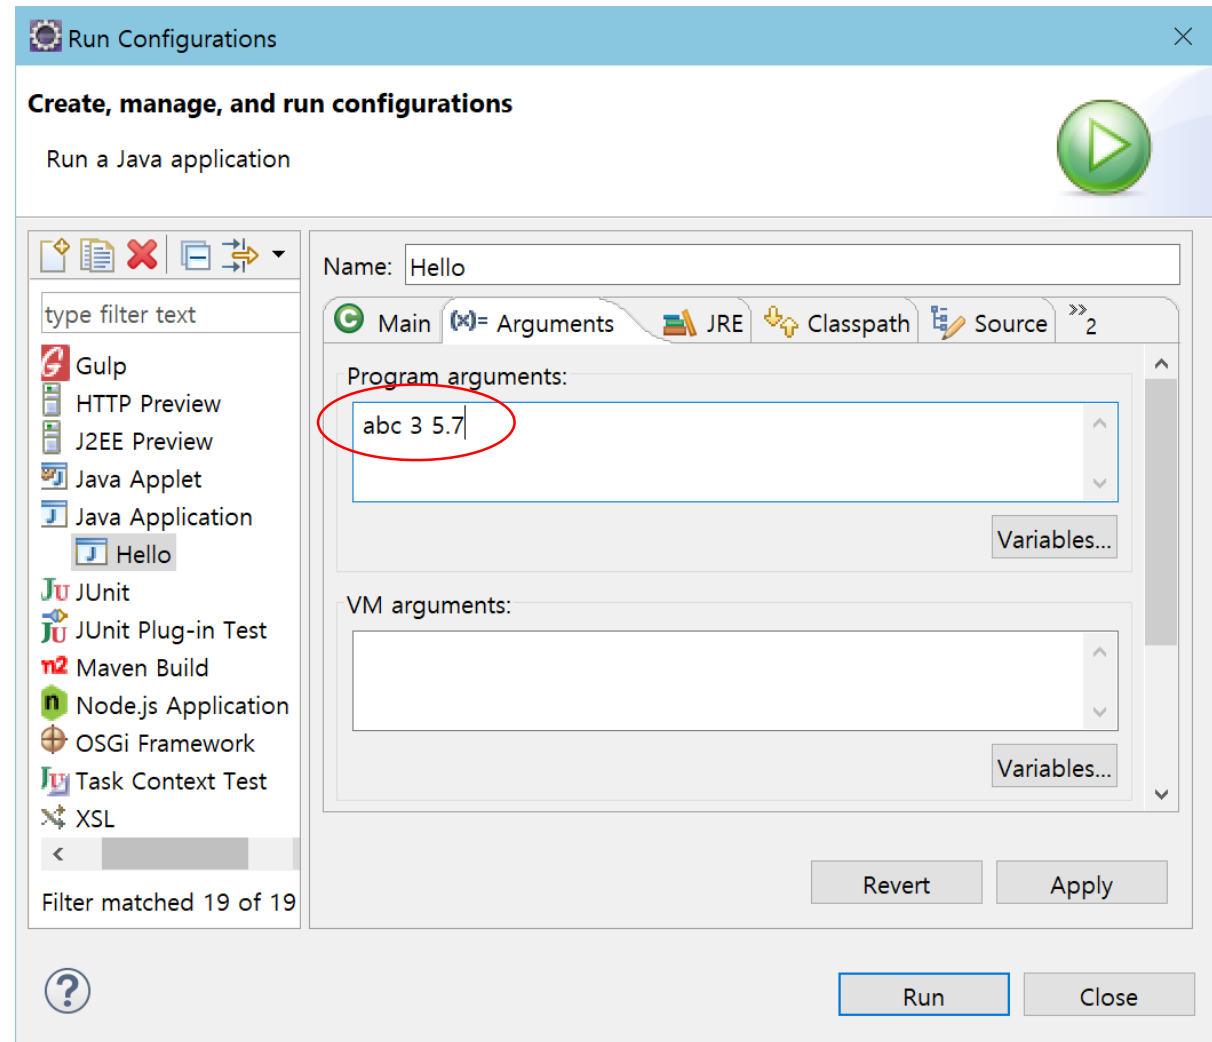 Run Configurations
Create, manage, and run configurations
Run a Java application
type filter text
Gulp
HTTP Preview
J2EE Preview
Java Applet
Java Application
Hello
JUnit
JUnit Plug-in Test
Maven Build
Node.js Application
OSGi Framework
Task Context Test
XSL
Filter matched 19 of 19
Name: Hello
Main (x)= Arguments JRE Classpath Source »2
Program arguments:
abc 3 5.7
Variables...
VM arguments:
Variables...
Revert Apply
Run Close